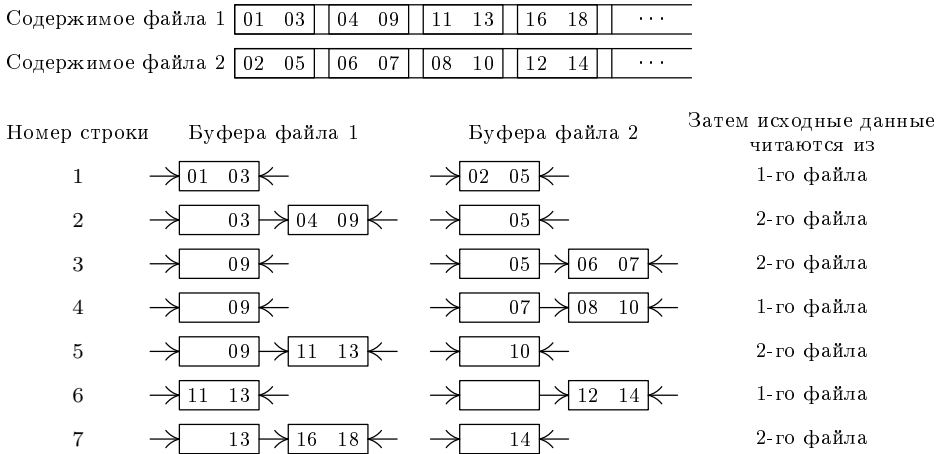 Содержимое файла 1 01 03 04 09 11 13 16 18 ...
Содержимое файла 2 02 05 06 07 08 10 12 14 ...
Номер строки Буфера файла 1 Буфера файла 2 Затем исходные данные
читаются из
1 01 03 02 05 1-го файла
2 03 04 09 05 2-го файла
3 09 05 06 07 2-го файла
4 09 07 08 10 1-го файла
5 09 11 13 10 2-го файла
6 11 13 12 14 1-го файла
7 13 16 18 14 2-го файла